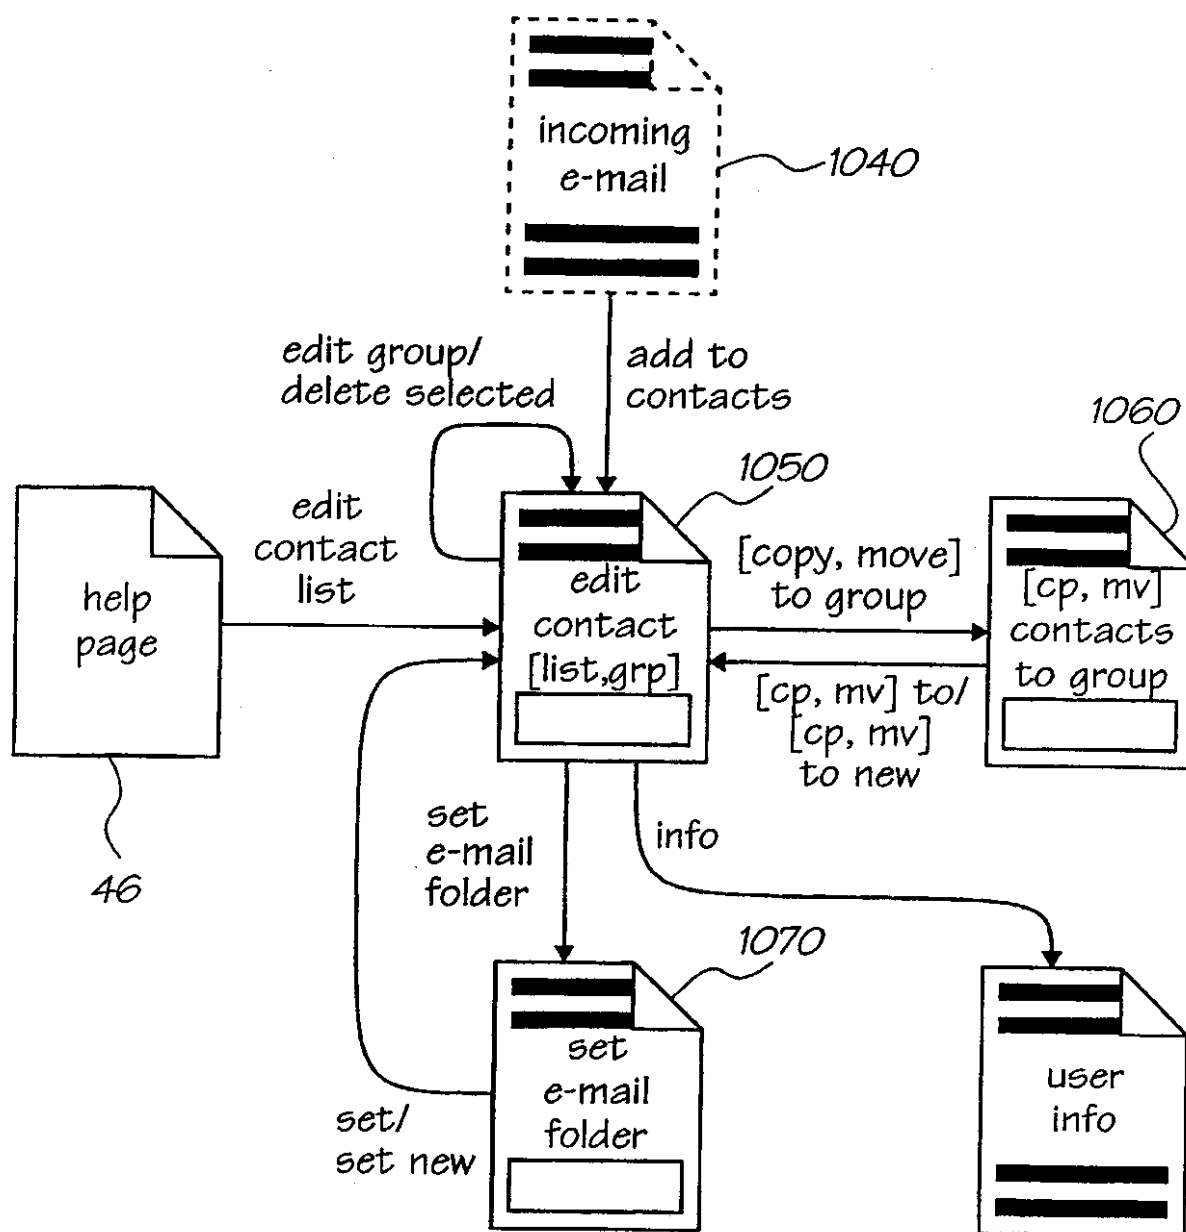 incoming
e-mail
1040
edit group/
delete selected
add to
contacts
1060
1050
edit
contact
list
help
page
edit
contact
[list,grp]
[copy, move]
to group
[cp, mv]
contacts
to group
[cp, mv] to/
[cp, mv]
to new
46
set
e-mail
folder
info
1070
set
e-mail
folder
set/
set new
user
info